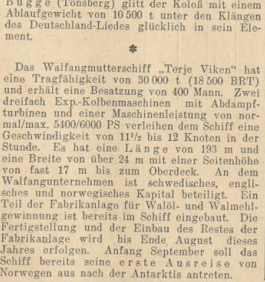 Bugge (Tönsberg) glitt der Koloß mit einem
Ablaufgewicht von 10 500 t unter den Klängen
des Deutschland-Liedes glücklich in sein Ele-
ment.
*
Das Walfangmutterschiff „Terje Viken" hat
eine Tragfähigkeit von 30 000 t (18 500 BRT)
und erhält eine Besatzung von 400 Mann. Zwei
dreifach Exp.-Kolbenmaschinen mit Abdampf-
turbinen und einer Maschinenleistung von nor-
mal/max. 5400/6000 PS verleihen dem Schiff eine
Geschwindigkeit von 11½ bis 12 Knoten in der
Stunde. Es hat eine Länge von 193 m und
eine Breite von über 24 m mit einer Seitenhöhe
von fast 17 m bis zum Oberdeck. An dem
Walfangunternehmen ist schwedisches, engli-
sches und norwegisches Kapital beteiligt. Ein
Teil der Fabrikanlage für Walöl- und Walmehl-
gewinnung ist bereits im Schiff eingebaut. Die
Fertigstellung und der Einbau des Restes der
Fabrikanlage wird bis Ende August dieses
Jahres erfolgen. Anfang September soll das
Schiff bereits seine erste Ausreise von
Norwegen aus nach der Antarktis antreten.